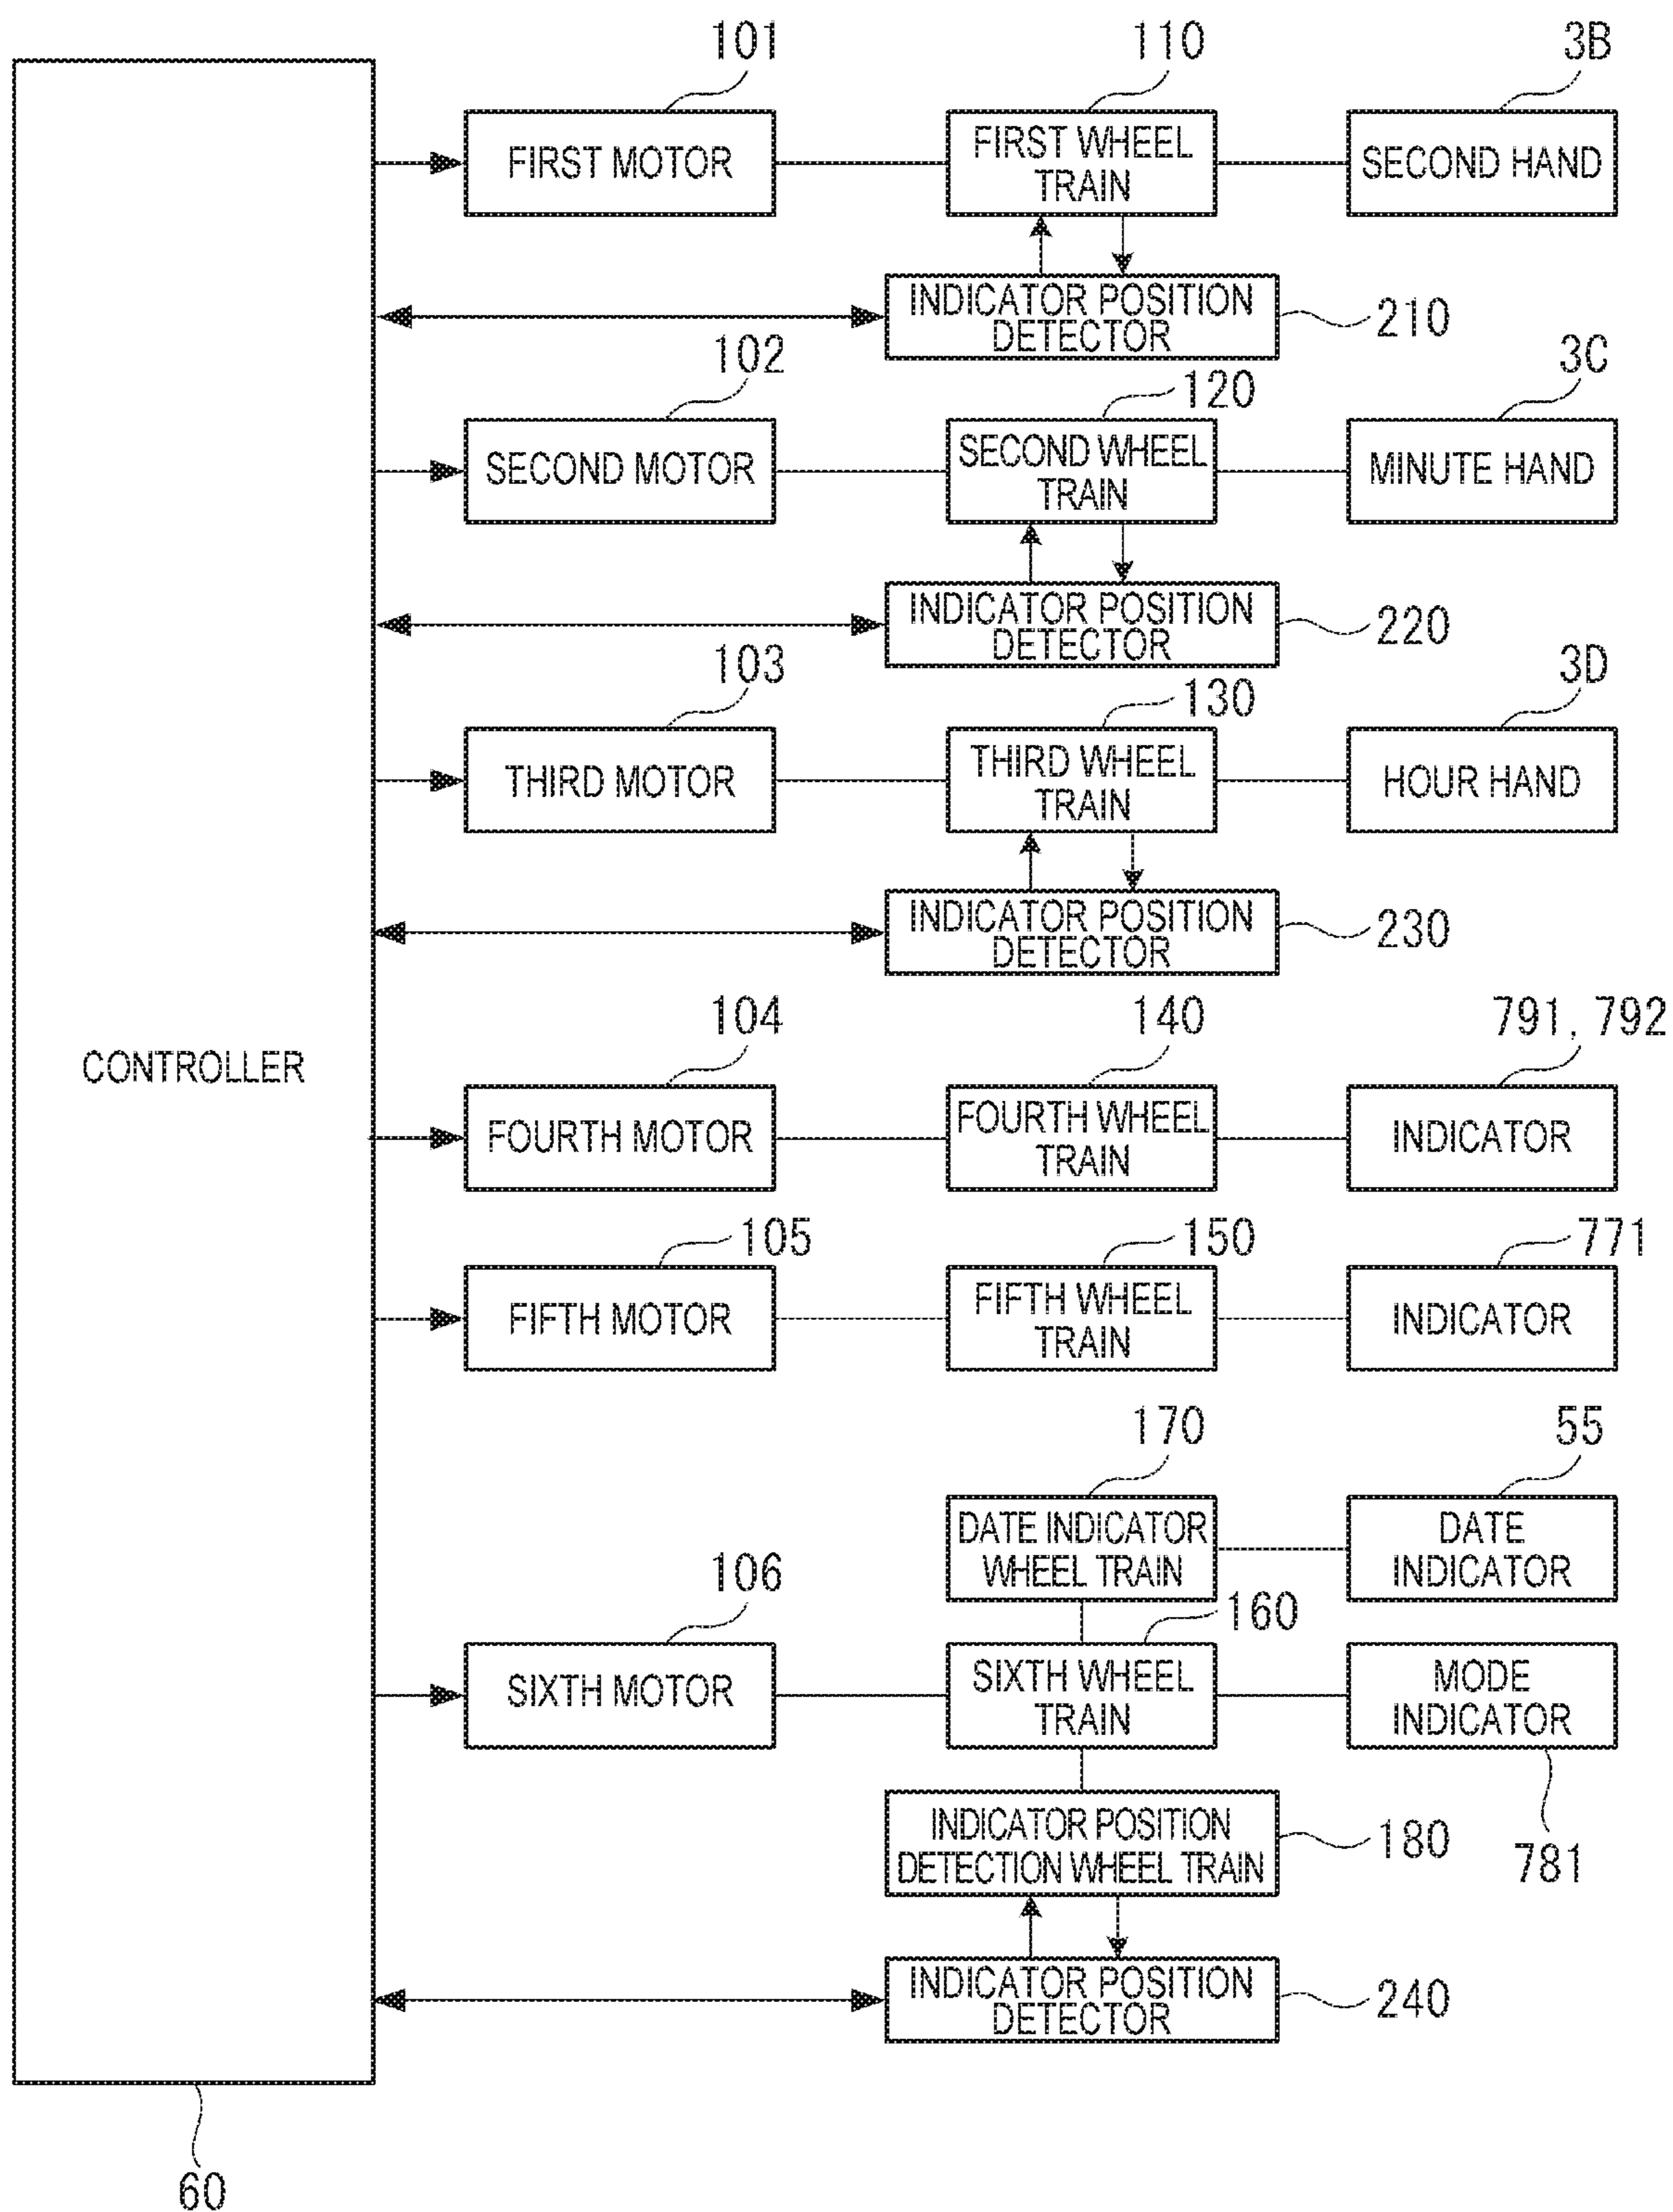 101
110
3B
FIRST MOTOR
FIRST WHEEL
TRAIN
SECOND HAND
INDICATOR POSITION
DETECTOR
210
102
120
3C
SECOND MOTOR
SECOND WHEEL
TRAIN
MINUTE HAND
INDICATOR POSITION
DETECTOR
220
103
130
3D
THIRD MOTOR
THIRD WHEEL
TRAIN
HOUR HAND
INDICATOR POSITION
DETECTOR
230
CONTROLLER
104
140
791, 792
FOURTH MOTOR
FOURTH WHEEL
TRAIN
INDICATOR
105
150
771
FIFTH MOTOR
FIFTH WHEEL
TRAIN
INDICATOR
170
55
DATE INDICATOR
WHEEL TRAIN
DATE
INDICATOR
106
160
SIXTH MOTOR
SIXTH WHEEL
TRAIN
MODE
INDICATOR
INDICATOR POSITION
DETECTION WHEEL TRAIN
180
781
INDICATOR POSITION
DETECTOR
240
60